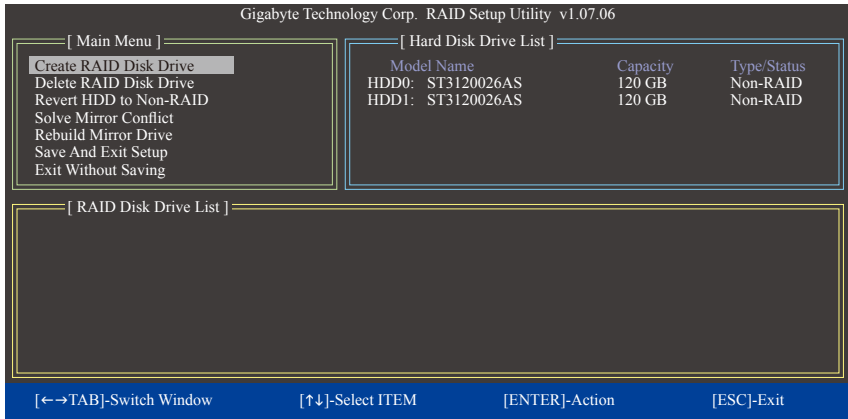 Gigabyte Technology Corp. RAID Setup Utility v1.07.06
[ Main Menu ]
Create RAID Disk Drive
Delete RAID Disk Drive
Revert HDD to Non-RAID
Solve Mirror Conflict
Rebuild Mirror Drive
Save And Exit Setup
Exit Without Saving
[ Hard Disk Drive List ]
Model Name Capacity Type/Status
HDD0: ST3120026AS 120 GB Non-RAID
HDD1: ST3120026AS 120 GB Non-RAID
[ RAID Disk Drive List ]
[←→TAB]-Switch Window [↑↓]-Select ITEM [ENTER]-Action [ESC]-Exit